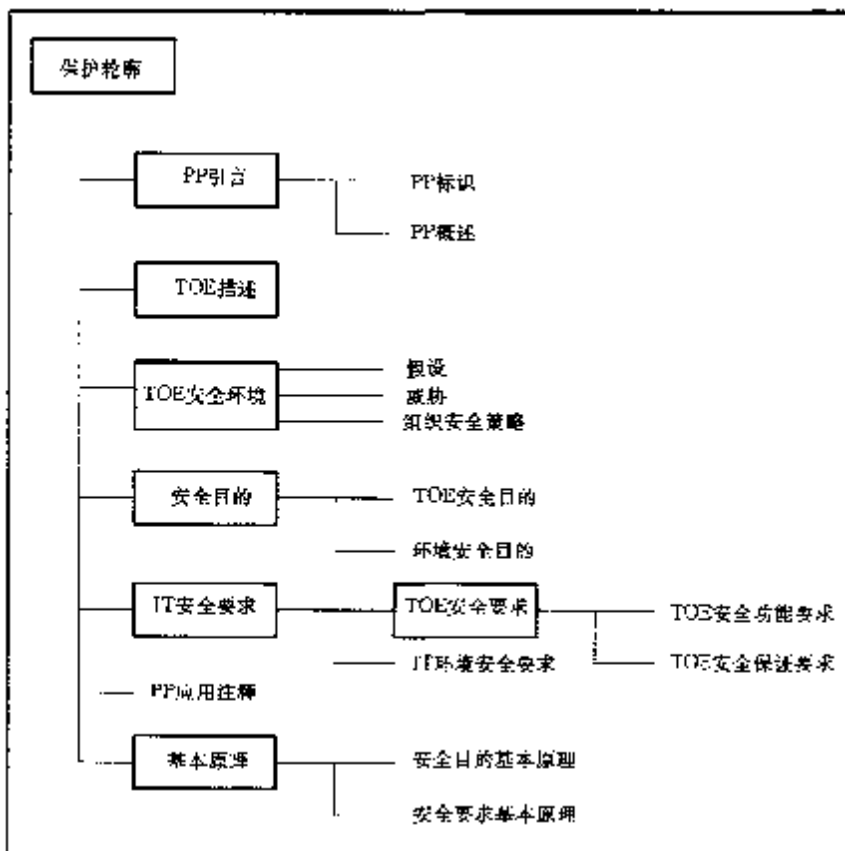 保护轮廓
PP引言
PP标识
PP概述
TOE描述
TOE安全环境
假设
威胁
组织安全策略
安全目的
TOE安全目的
环境安全目的
IT安全要求
TOE安全要求
TOE安全功能要求
IT环境安全要求
TOE安全保证要求
PP应用注释
基本原理
安全目的基本原理
安全要求基本原理